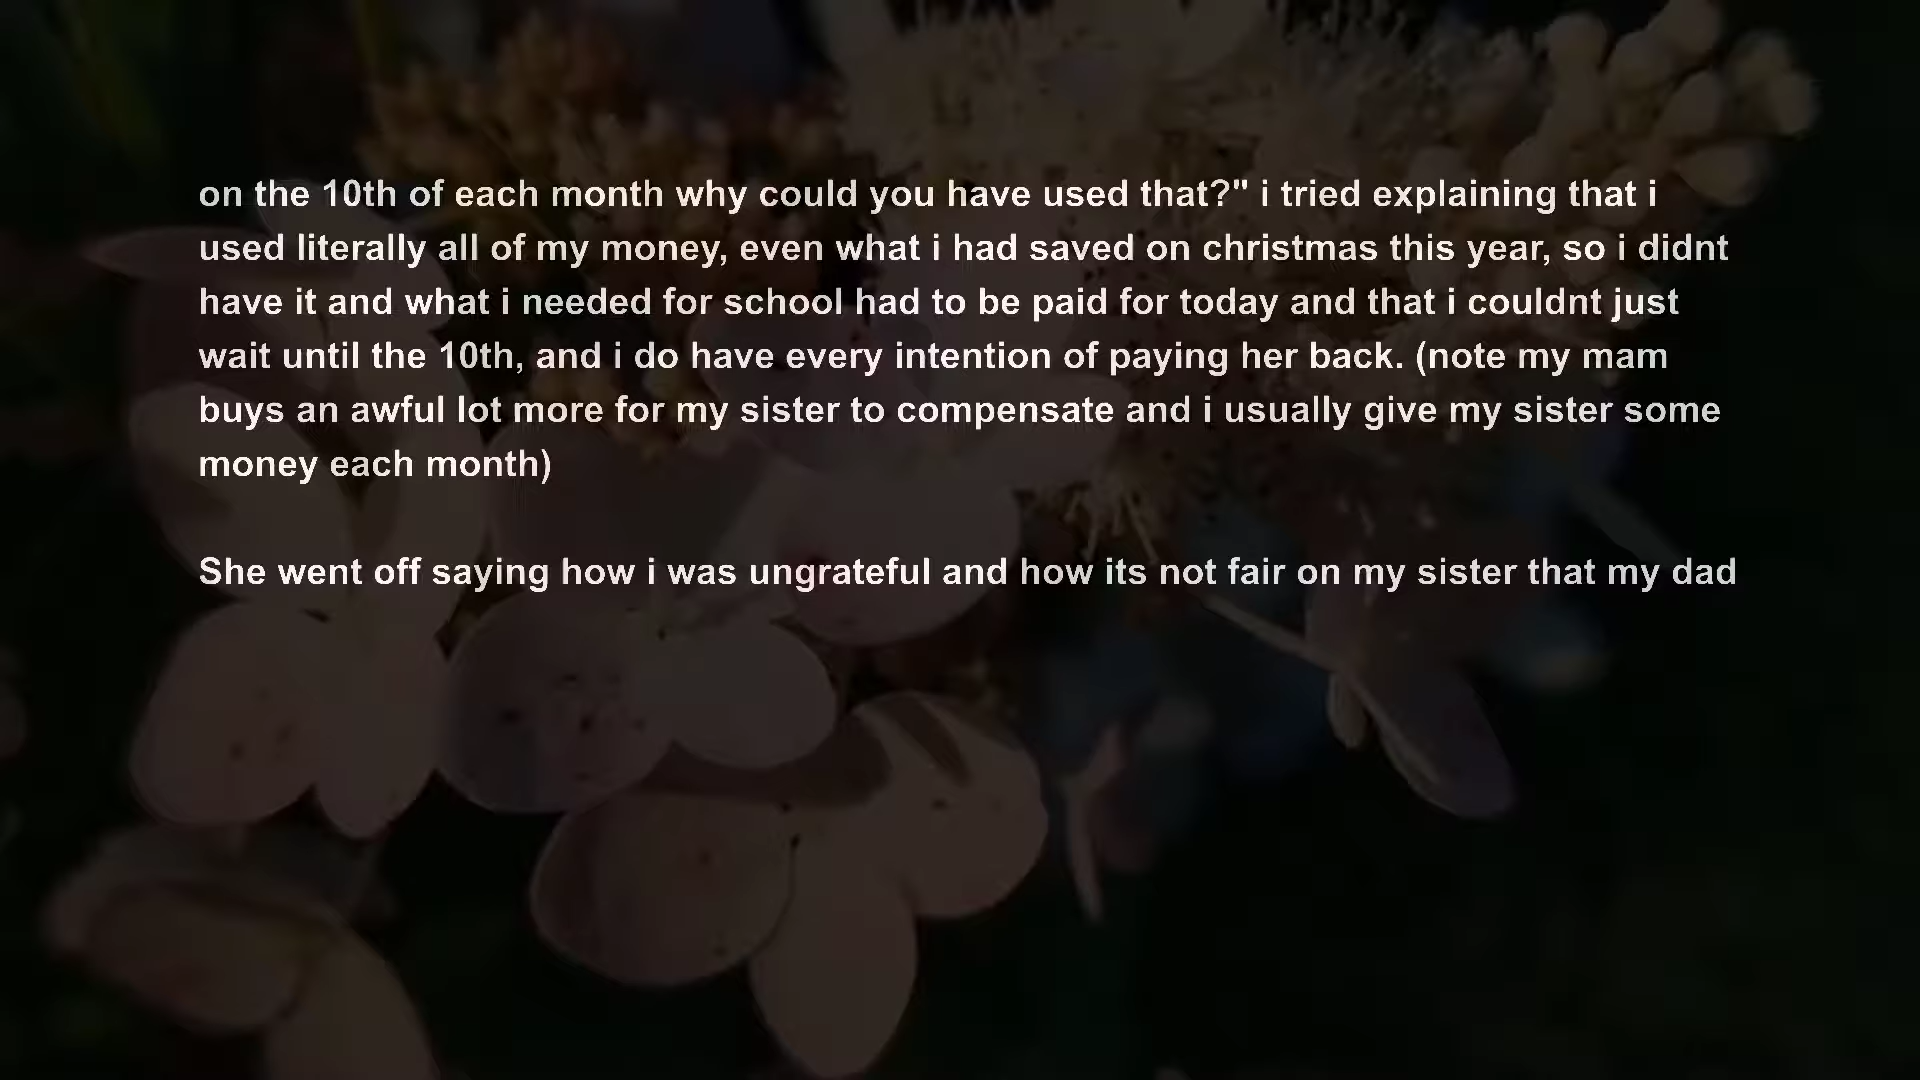 on the 10th of each month why could you have used that?" i tried explaining that i
used literally all of my money, even what i had saved on christmas this year, so i didnt
have it and what i needed for school had to be paid for today and that i couldnt just
wait until the 10th, and i do have every intention of paying her back. (note my mam
buys an awful lot more for my sister to compensate and i usually give my sister some
money each month)
She went off saying how i was ungrateful and how its not fair on my sister that my dad